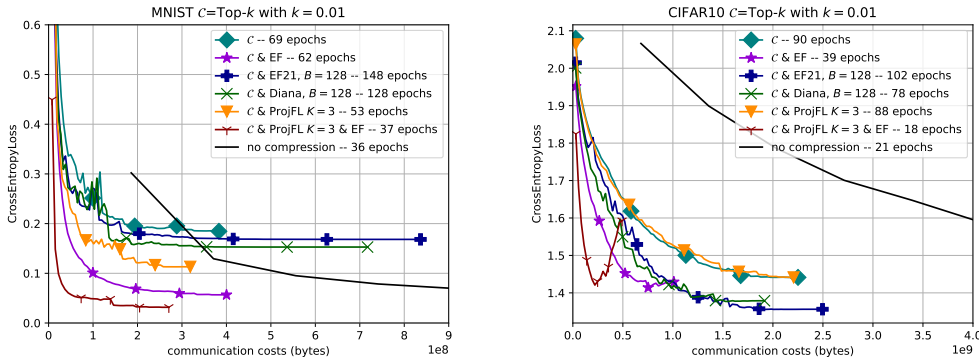 MNIST 𝒞=Top-k with k = 0.01
CrossEntropyLoss
0.6
0.5
0.4
0.3
0.2
0.1
0.0
𝒞 -- 69 epochs
𝒞 & EF -- 62 epochs
𝒞 & EF21, B = 128 -- 148 epochs
𝒞 & Diana, B = 128 -- 128 epochs
𝒞 & ProjFL K = 3 -- 53 epochs
𝒞 & ProjFL K = 3 & EF -- 37 epochs
no compression -- 36 epochs
0 1 2 3 4 5 6 7 8 9
1e8
communication costs (bytes)
CIFAR10 𝒞=Top-k with k = 0.01
CrossEntropyLoss
2.1
2.0
1.9
1.8
1.7
1.6
1.5
1.4
𝒞 -- 90 epochs
𝒞 & EF -- 39 epochs
𝒞 & EF21, B = 128 -- 102 epochs
𝒞 & Diana, B = 128 -- 78 epochs
𝒞 & ProjFL K = 3 -- 88 epochs
𝒞 & ProjFL K = 3 & EF -- 18 epochs
no compression -- 21 epochs
0.0 0.5 1.0 1.5 2.0 2.5 3.0 3.5 4.0
1e9
communication costs (bytes)